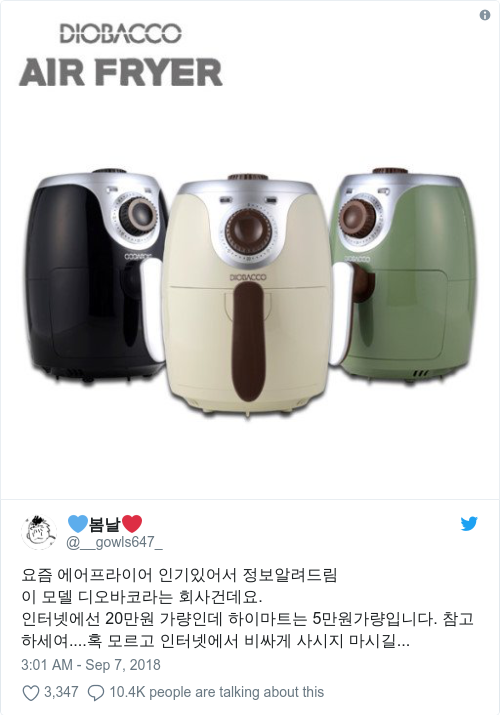 DIOBACCO
AIR FRYER
DIOBACCO
💙봄날❤️
@__gowls647_
요즘 에어프라이어 인기있어서 정보알려드림
이 모델 디오바코라는 회사건데요.
인터넷에선 20만원 가량인데 하이마트는 5만원가량입니다. 참고
하세여....혹 모르고 인터넷에서 비싸게 사시지 마시길...
3:01 AM - Sep 7, 2018
3,347 10.4K people are talking about this